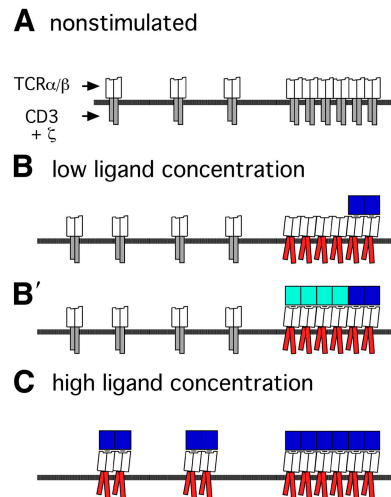 A nonstimulated
TCRα/β
CD3
+ ζ
B low ligand concentration
B′
C high ligand concentration